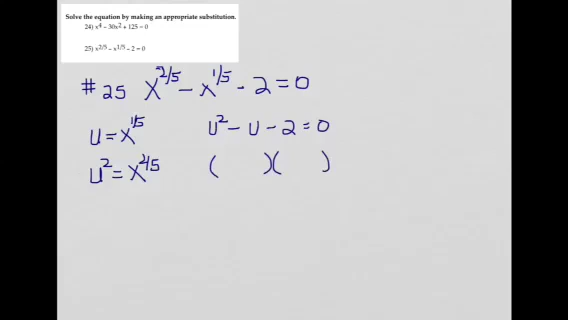 Solve the equation by making an appropriate substitution.
24) x⁴ − 30x² + 125 = 0
25) x^2/5 − x^1/5 − 2 = 0
# 25 x^2/5 − x^1/5 − 2 = 0
u = x^1/5 u² − u − 2 = 0
u² = x^2/5 ( )( )